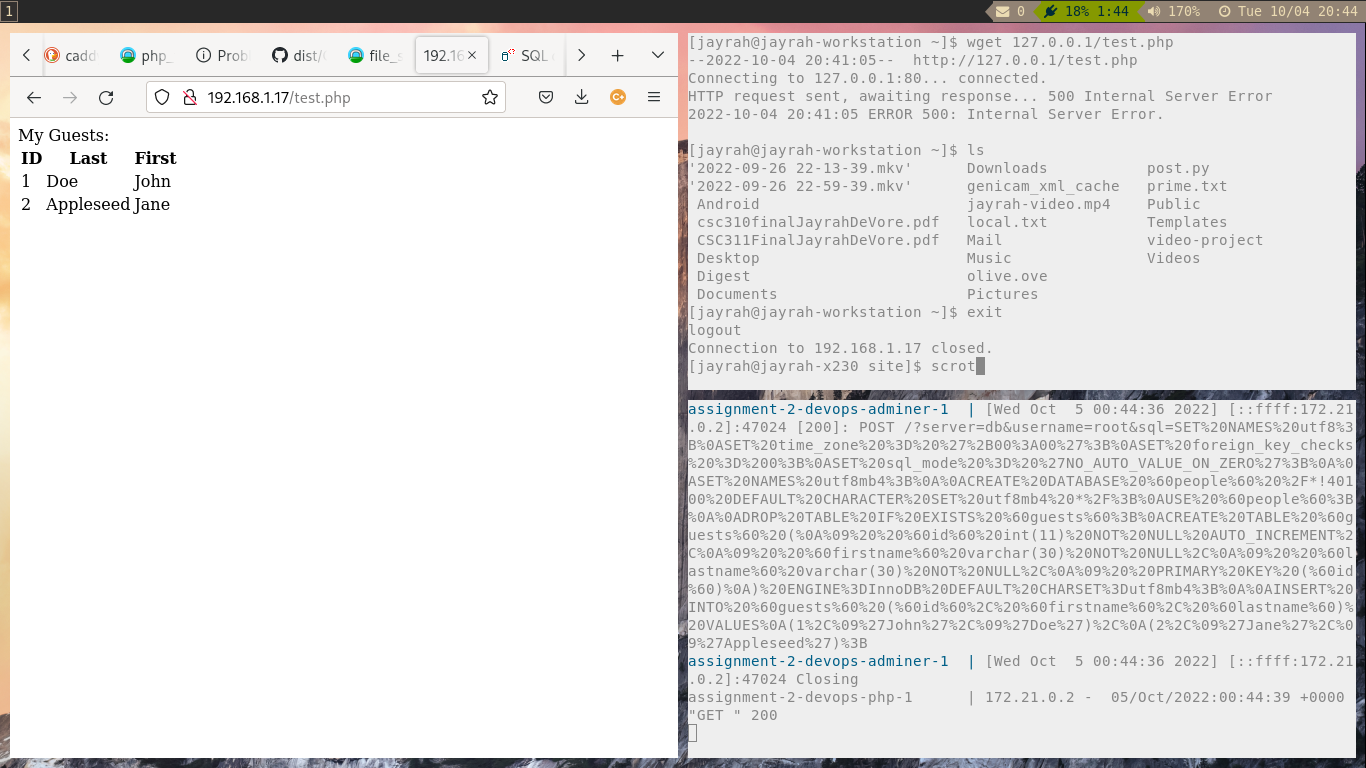 1
0
18% 1:44
170%
Tue 10/04 20:44
cadd
php_
Prob
dist/
file_s
192.16
SQL
192.168.1.17/test.php
My Guests:
ID Last First
1 Doe John
2 Appleseed Jane
[jayrah@jayrah-workstation ~]$ wget 127.0.0.1/test.php
--2022-10-04 20:41:05-- http://127.0.0.1/test.php
Connecting to 127.0.0.1:80... connected.
HTTP request sent, awaiting response... 500 Internal Server Error
2022-10-04 20:41:05 ERROR 500: Internal Server Error.
[jayrah@jayrah-workstation ~]$ ls
'2022-09-26 22-13-39.mkv' Downloads post.py
'2022-09-26 22-59-39.mkv' genicam_xml_cache prime.txt
Android jayrah-video.mp4 Public
csc310finalJayrahDeVore.pdf local.txt Templates
CSC311FinalJayrahDeVore.pdf Mail video-project
Desktop Music Videos
Digest olive.ove
Documents Pictures
[jayrah@jayrah-workstation ~]$ exit
logout
Connection to 192.168.1.17 closed.
[jayrah@jayrah-x230 site]$ scrot
assignment-2-devops-adminer-1 | [Wed Oct 5 00:44:36 2022] [::ffff:172.21
.0.2]:47024 [200]: POST /?server=db&username=root&sql=SET%20NAMES%20utf8%3
B%0ASET%20time_zone%20%3D%20%27%2B00%3A00%27%3B%0ASET%20foreign_key_checks
%20%3D%200%3B%0ASET%20sql_mode%20%3D%20%27NO_AUTO_VALUE_ON_ZERO%27%3B%0A%0
ASET%20NAMES%20utf8mb4%3B%0A%0ACREATE%20DATABASE%20%60people%60%20%2F*!401
00%20DEFAULT%20CHARACTER%20SET%20utf8mb4%20*%2F%3B%0AUSE%20%60people%60%3B
%0A%0ADROP%20TABLE%20IF%20EXISTS%20%60guests%60%3B%0ACREATE%20TABLE%20%60g
uests%60%20(%0A%09%20%20%60id%60%20int(11)%20NOT%20NULL%20AUTO_INCREMENT%2
C%0A%09%20%20%60firstname%60%20varchar(30)%20NOT%20NULL%2C%0A%09%20%20%60l
astname%60%20varchar(30)%20NOT%20NULL%2C%0A%09%20%20PRIMARY%20KEY%20(%60id
%60)%0A)%20ENGINE%3DInnoDB%20DEFAULT%20CHARSET%3Dutf8mb4%3B%0A%0AINSERT%20
INTO%20%60guests%60%20(%60id%60%2C%20%60firstname%60%2C%20%60lastname%60)%
20VALUES%0A(1%2C%09%27John%27%2C%09%27Doe%27)%2C%0A(2%2C%09%27Jane%27%2C%0
9%27Appleseed%27)%3B
assignment-2-devops-adminer-1 | [Wed Oct 5 00:44:36 2022] [::ffff:172.21
.0.2]:47024 Closing
assignment-2-devops-php-1 | 172.21.0.2 - 05/Oct/2022:00:44:39 +0000
"GET " 200